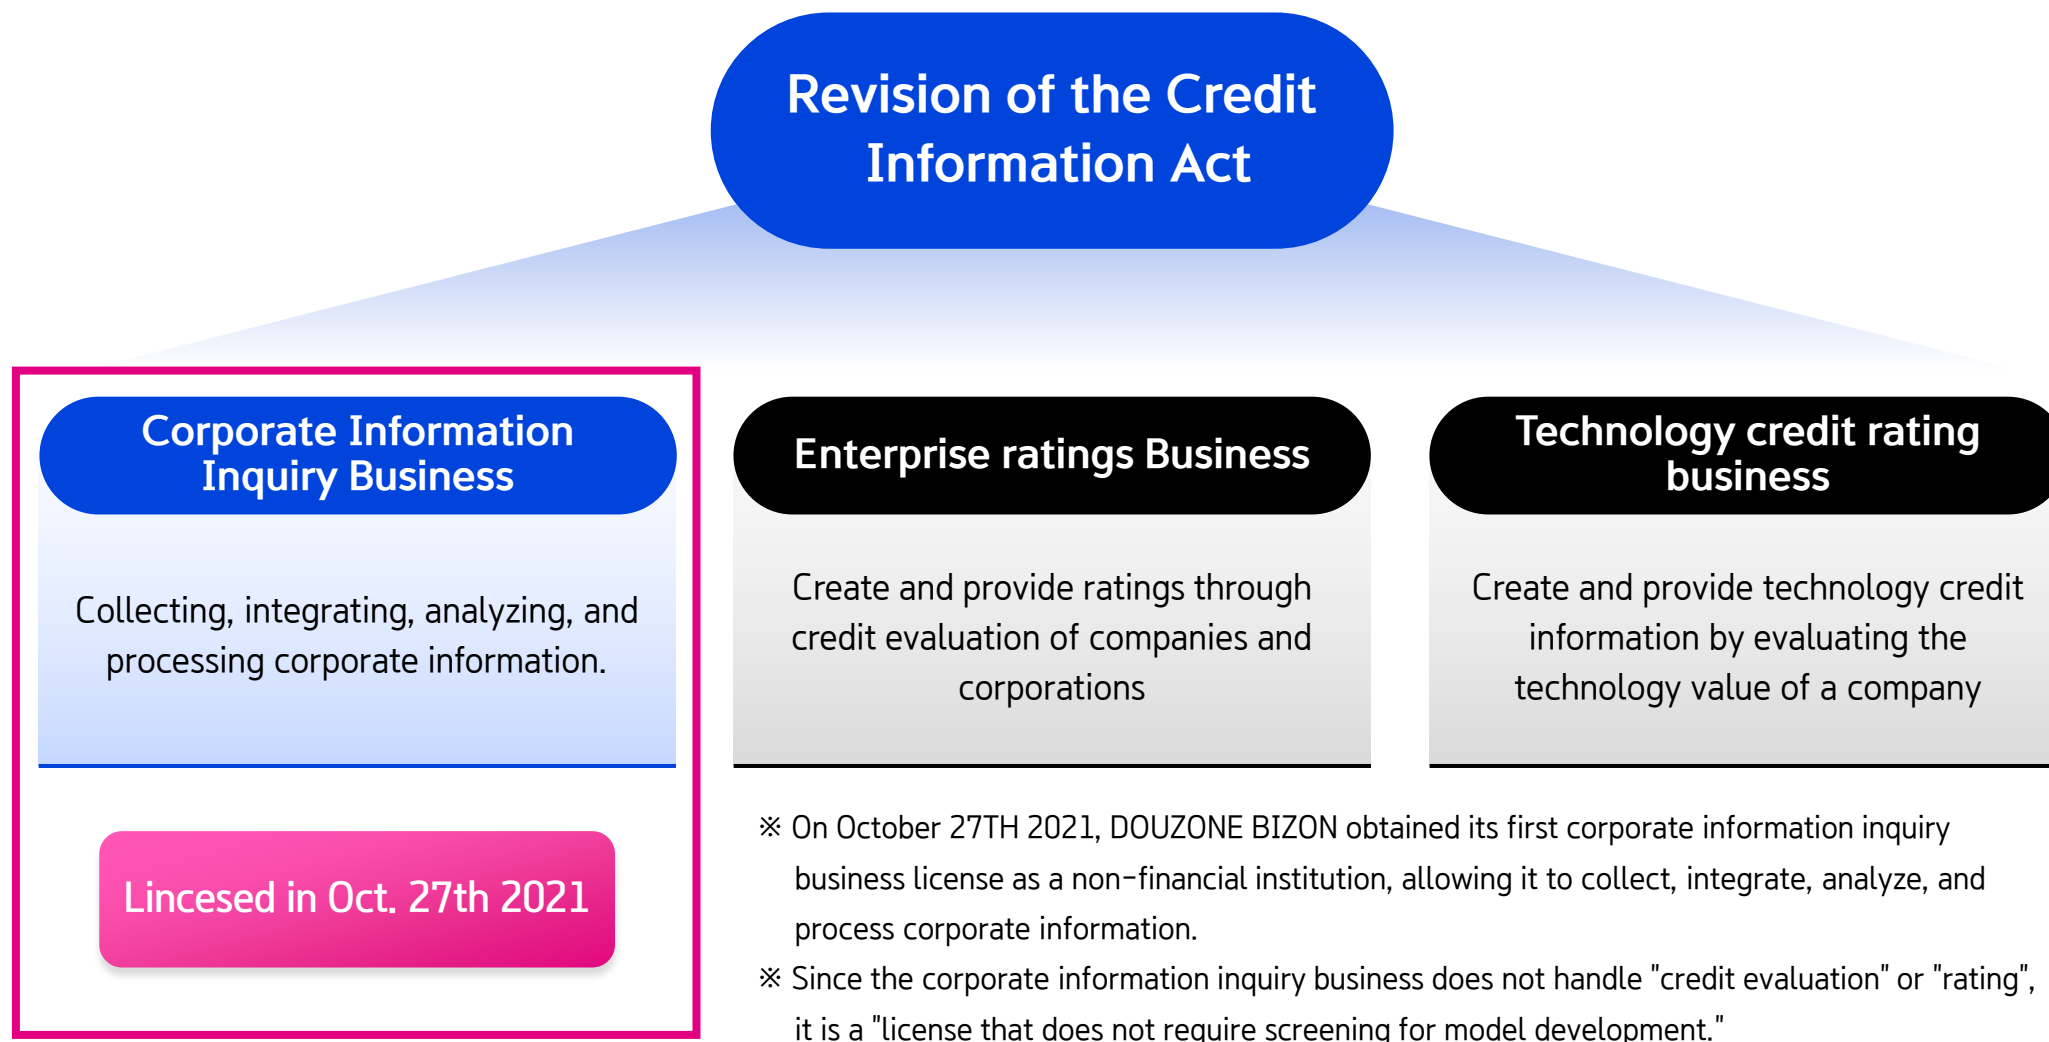 Revision of the Credit
Information Act
Corporate Information
Inquiry Business
Collecting, integrating, analyzing, and
processing corporate information.
Lincesed in Oct. 27th 2021
Enterprise ratings Business
Create and provide ratings through
credit evaluation of companies and
corporations
Technology credit rating
business
Create and provide technology credit
information by evaluating the
technology value of a company
※ On October 27TH 2021, DOUZONE BIZON obtained its first corporate information inquiry
business license as a non-financial institution, allowing it to collect, integrate, analyze, and
process corporate information.
※ Since the corporate information inquiry business does not handle "credit evaluation" or "rating",
it is a "license that does not require screening for model development."